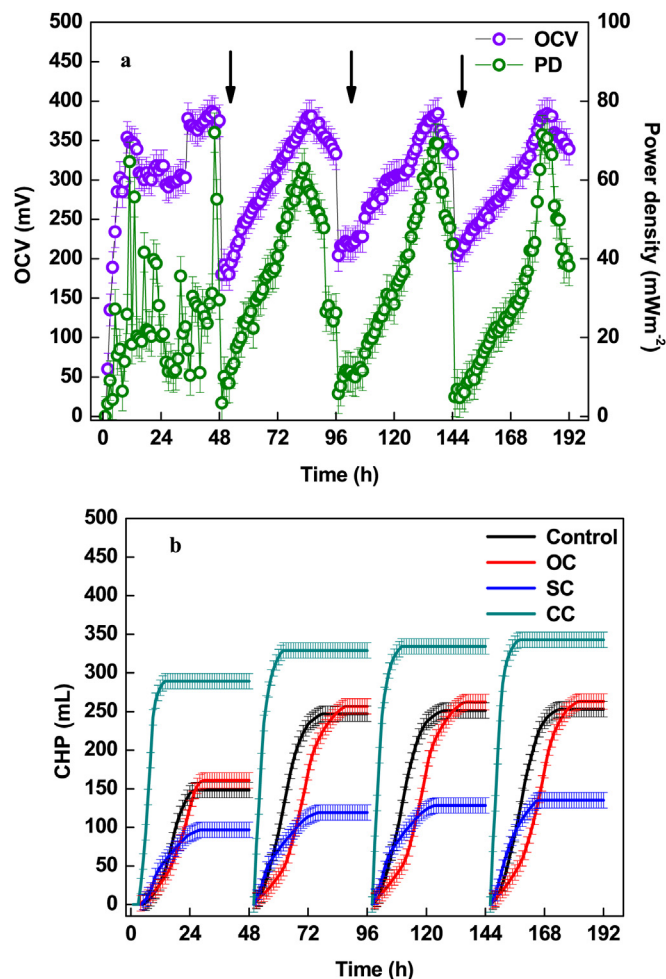 a
OCV
PD
500
450
400
350
300
250
200
150
100
50
0
OCV (mV)
100
80
60
40
20
0
Power density (mWm-2)
0 24 48 72 96 120 144 168 192
Time (h)
b
Control
OC
SC
CC
500
450
400
350
300
250
200
150
100
50
0
CHP (mL)
0 24 48 72 96 120 144 168 192
Time (h)